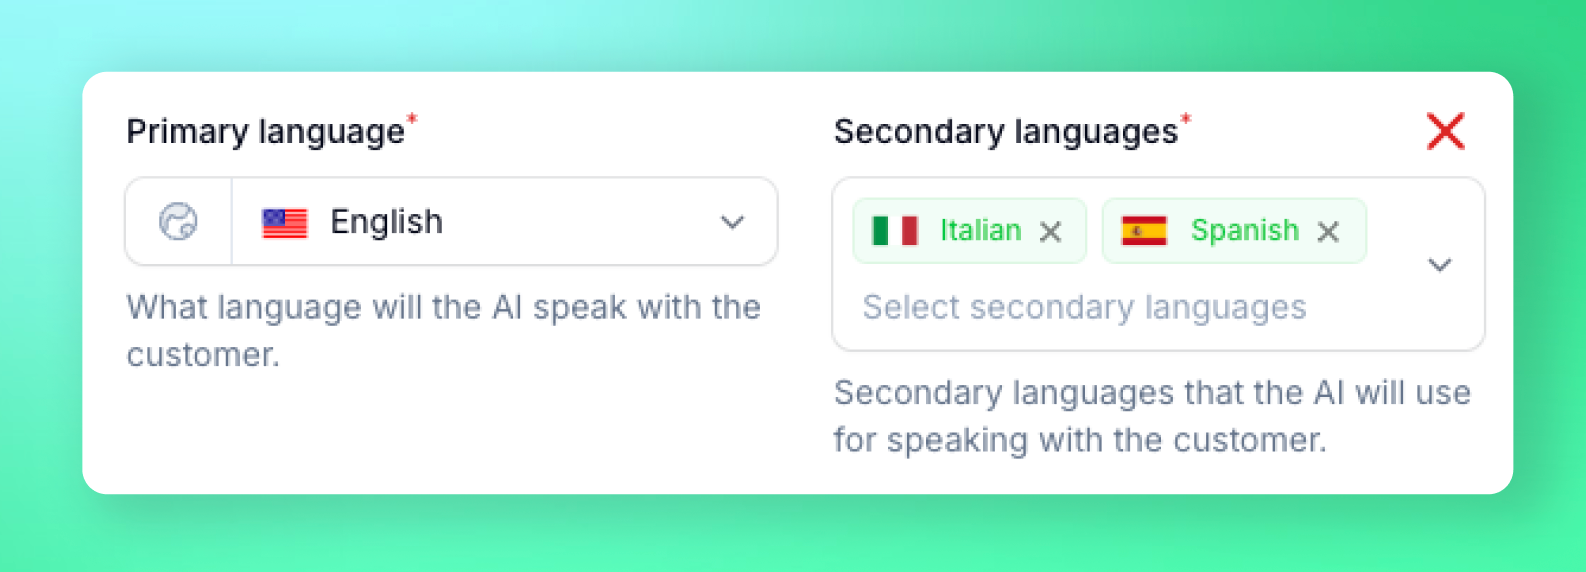 Primary language*
English
What language will the AI speak with the
customer.
Secondary languages*
Italian
Spanish
Select secondary languages
Secondary languages that the AI will use
for speaking with the customer.